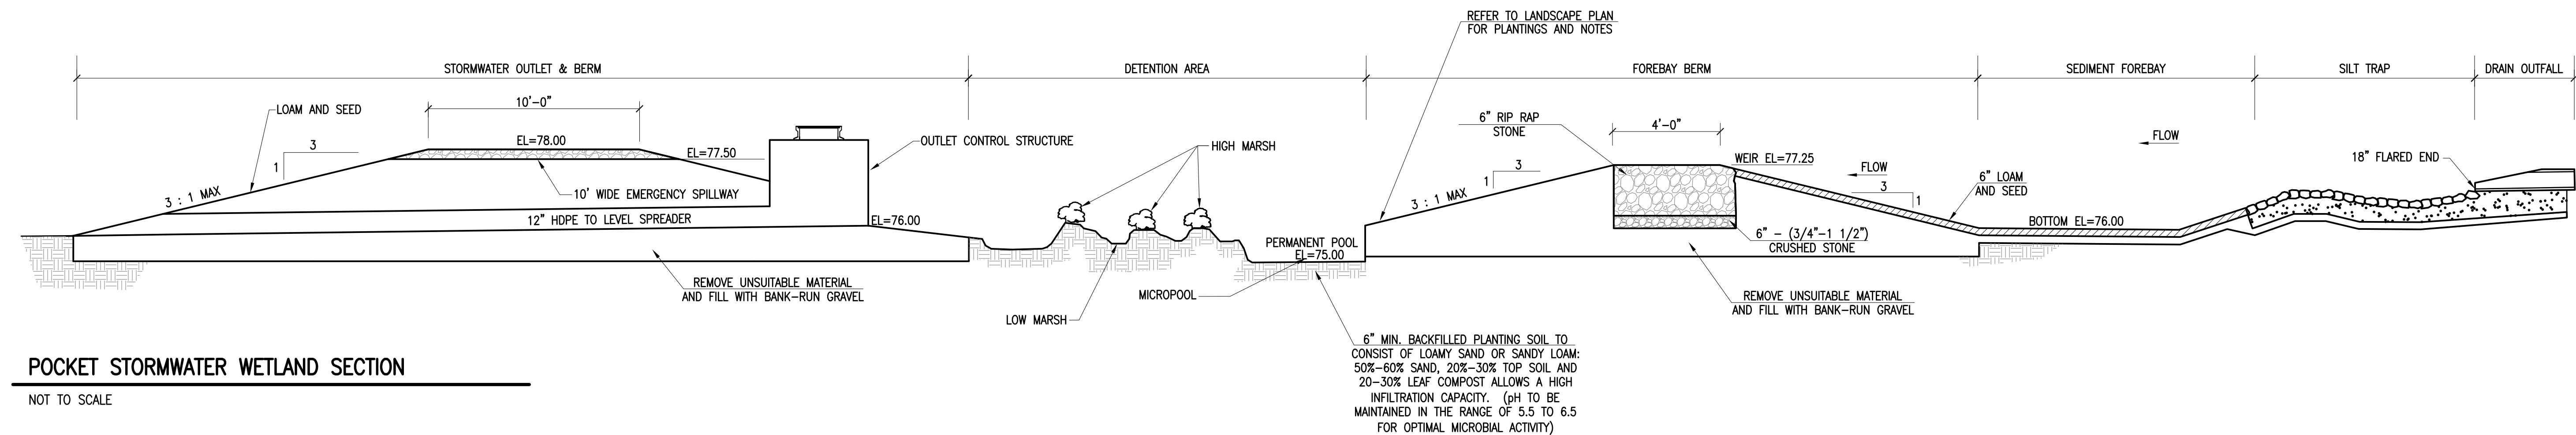 REFER TO LANDSCAPE PLAN
FOR PLANTINGS AND NOTES
STORMWATER OUTLET & BERM
DETENTION AREA
FOREBAY BERM
SEDIMENT FOREBAY
SILT TRAP
DRAIN OUTFALL
LOAM AND SEED
10'-0"
EL=78.00
EL=77.50
3
1
3 : 1 MAX
10' WIDE EMERGENCY SPILLWAY
12" HDPE TO LEVEL SPREADER
OUTLET CONTROL STRUCTURE
EL=76.00
REMOVE UNSUITABLE MATERIAL
AND FILL WITH BANK-RUN GRAVEL
HIGH MARSH
LOW MARSH
MICROPOOL
PERMANENT POOL
EL=75.00
6" RIP RAP
STONE
4'-0"
3
1
3 : 1 MAX
WEIR EL=77.25
FLOW
3
1
6" LOAM
AND SEED
6" - (3/4"-1 1/2")
CRUSHED STONE
REMOVE UNSUITABLE MATERIAL
AND FILL WITH BANK-RUN GRAVEL
BOTTOM EL=76.00
FLOW
18" FLARED END
6" MIN. BACKFILLED PLANTING SOIL TO
CONSIST OF LOAMY SAND OR SANDY LOAM:
50%-60% SAND, 20%-30% TOP SOIL AND
20-30% LEAF COMPOST ALLOWS A HIGH
INFILTRATION CAPACITY. (pH TO BE
MAINTAINED IN THE RANGE OF 5.5 TO 6.5
FOR OPTIMAL MICROBIAL ACTIVITY)
POCKET STORMWATER WETLAND SECTION
NOT TO SCALE